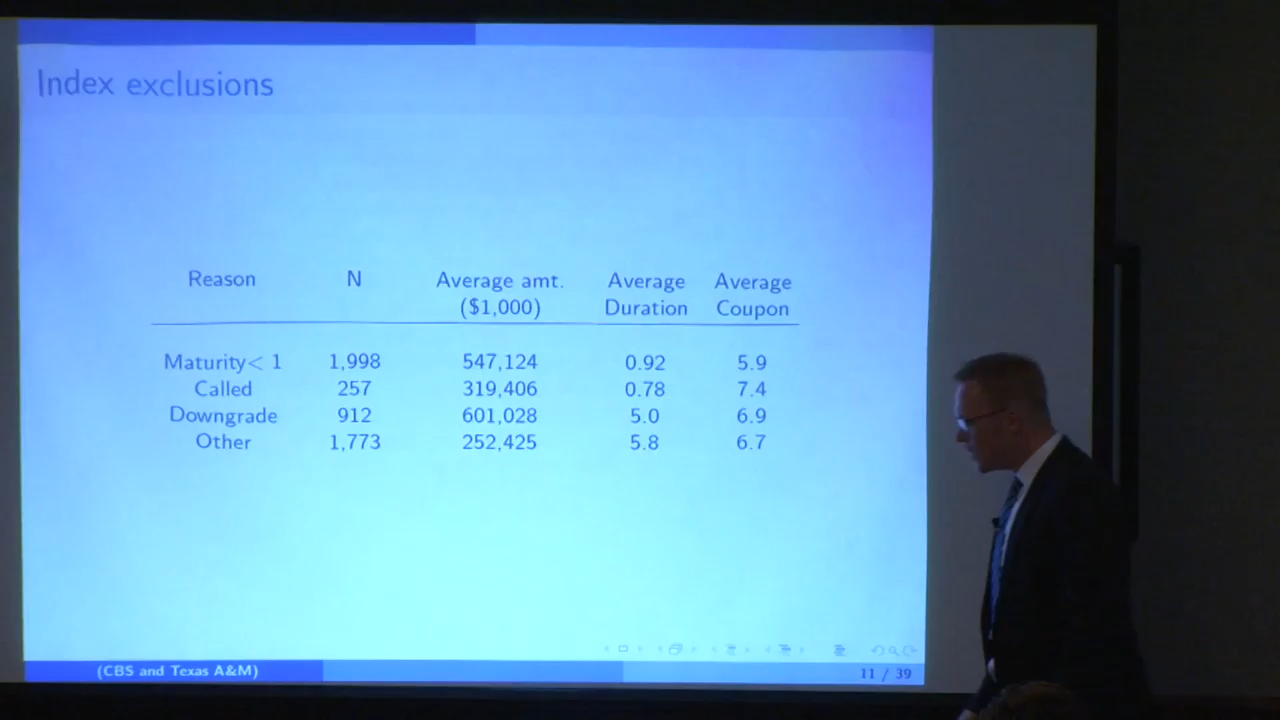 Index exclusions
Reason N Average amt. Average Average
($1,000) Duration Coupon
Maturity< 1 1,998 547,124 0.92 5.9
Called 257 319,406 0.78 7.4
Downgrade 912 601,028 5.0 6.9
Other 1,773 252,425 5.8 6.7
(CBS and Texas A&M) 11 / 39